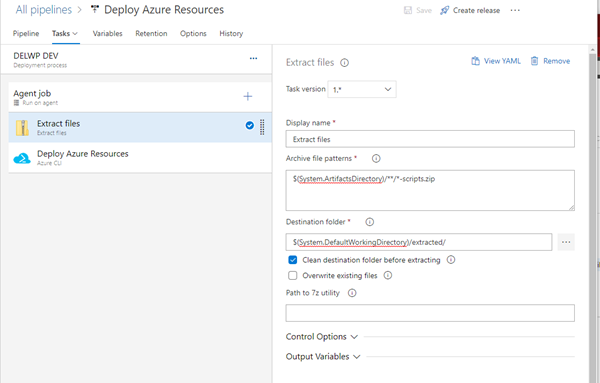 All pipelines > Deploy Azure Resources
Save Create release ...
Pipeline Tasks Variables Retention Options History
DELWP DEV
Deployment process
...
Agent job
Run on agent
+
Extract files
Extract files
Deploy Azure Resources
Azure CLI
Extract files
View YAML Remove
Task version 1.*
Display name *
Extract files
Archive file patterns *
$(System.ArtifactsDirectory)/**/*-scripts.zip
Destination folder *
$(System.DefaultWorkingDirectory)/extracted/
...
Clean destination folder before extracting
Overwrite existing files
Path to 7z utility
Control Options
Output Variables